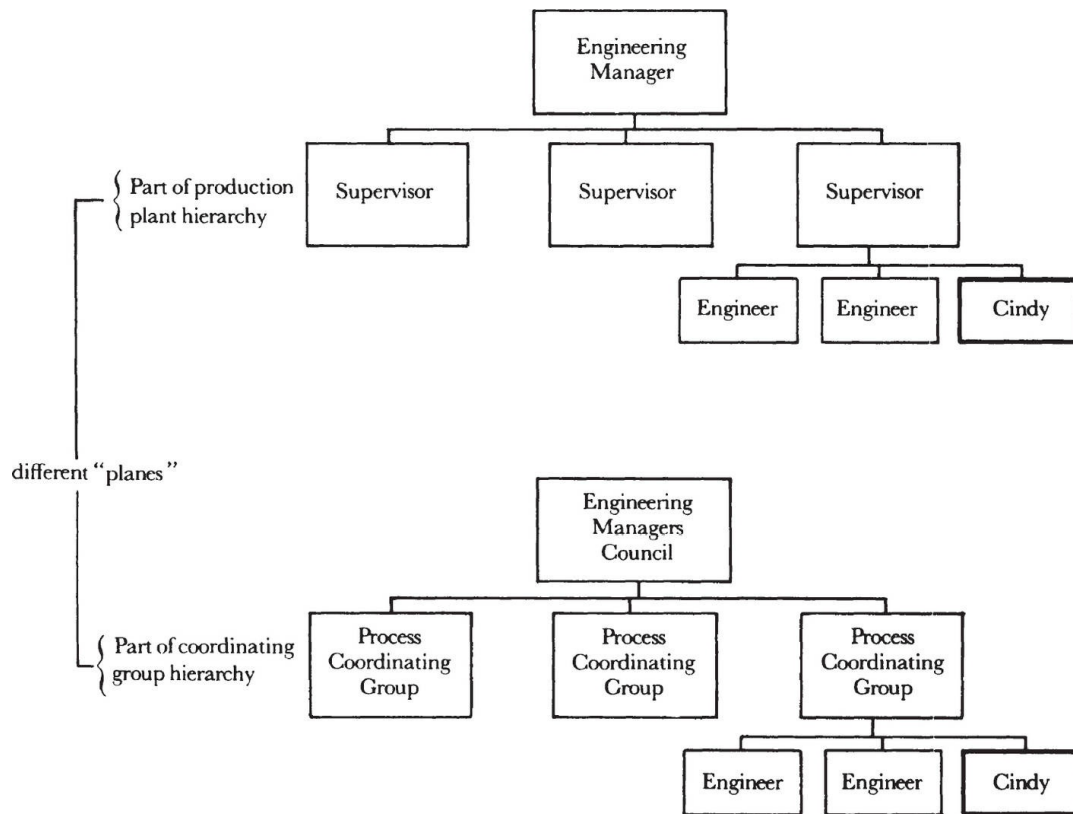 Engineering
Manager
Part of production
plant hierarchy
Supervisor
Supervisor
Supervisor
Engineer
Engineer
Cindy
different “planes”
Engineering
Managers
Council
Part of coordinating
group hierarchy
Process
Coordinating
Group
Process
Coordinating
Group
Process
Coordinating
Group
Engineer
Engineer
Cindy